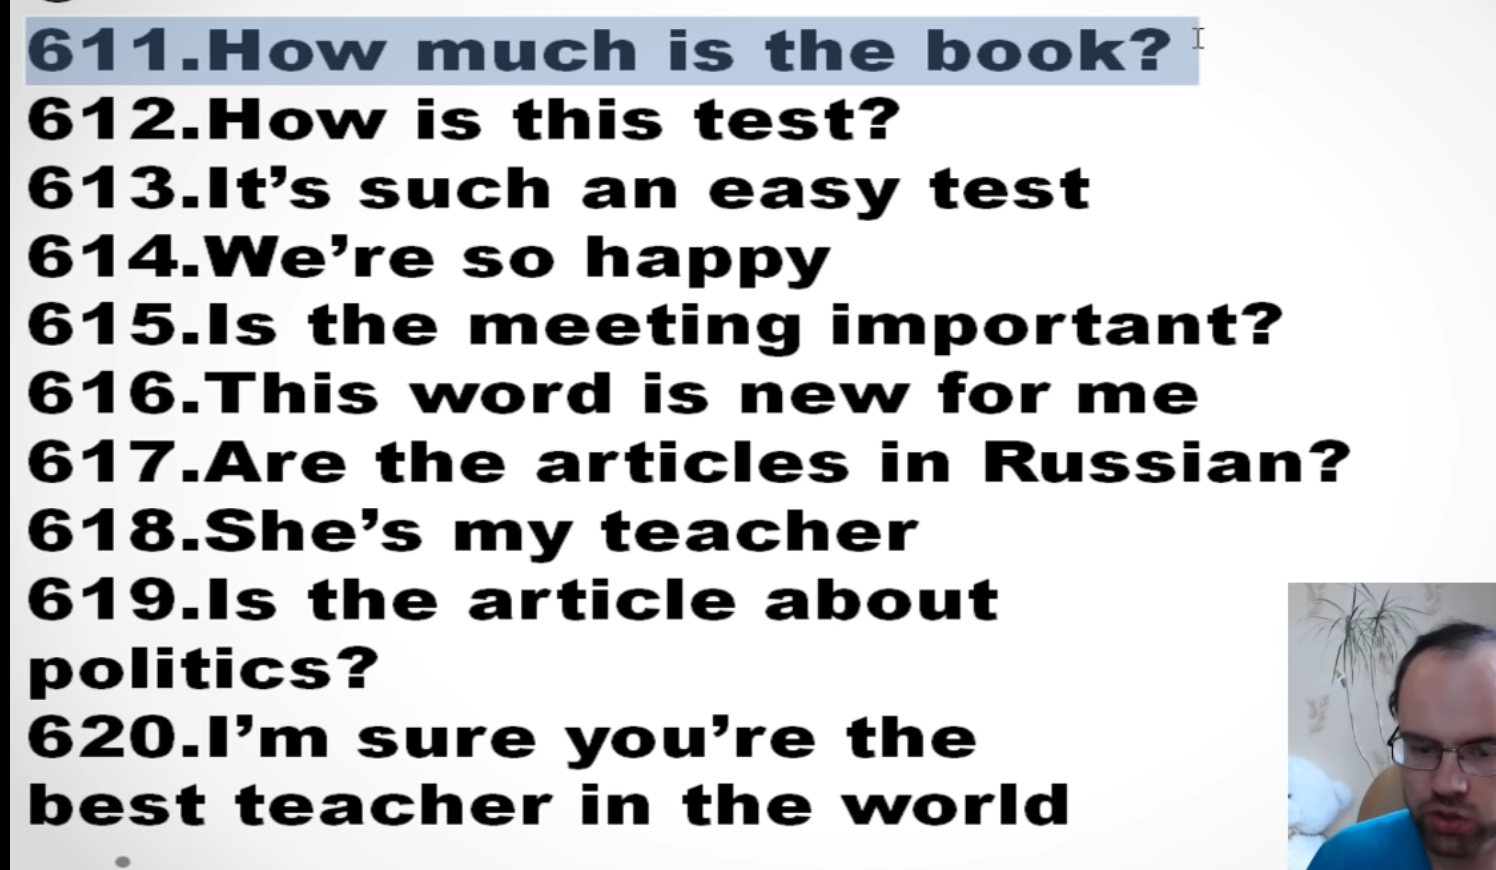 611.How much is the book?
612.How is this test?
613.It’s such an easy test
614.We’re so happy
615.Is the meeting important?
616.This word is new for me
617.Are the articles in Russian?
618.She’s my teacher
619.Is the article about
politics?
620.I’m sure you’re the
best teacher in the world